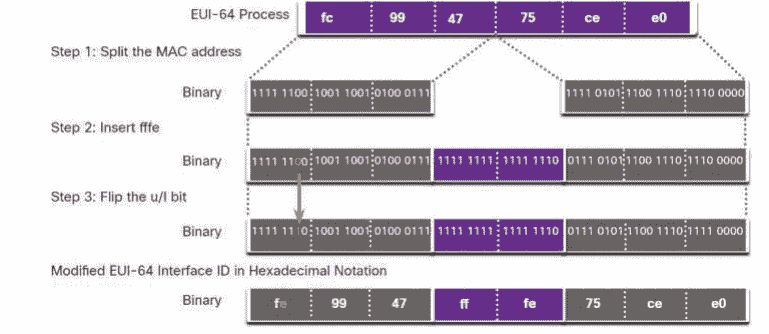 EUI-64 Process fc 99 47 75 ce e0
Step 1: Split the MAC address
Binary 1111 1100 1001 1001 0100 0111 1111 0101 1100 1110 1110 0000
Step 2: Insert fffe
Binary 1111 1100 1001 1001 0100 0111 1111 1111 1111 1110 0111 0101 1100 1110 1110 0000
Step 3: Flip the u/l bit
Binary 1111 1110 1001 1001 0100 0111 1111 1111 1111 1110 0111 0101 1100 1110 1111 0000
Modified EUI-64 Interface ID in Hexadecimal Notation
Binary fe 99 47 ff fe 75 ce e0